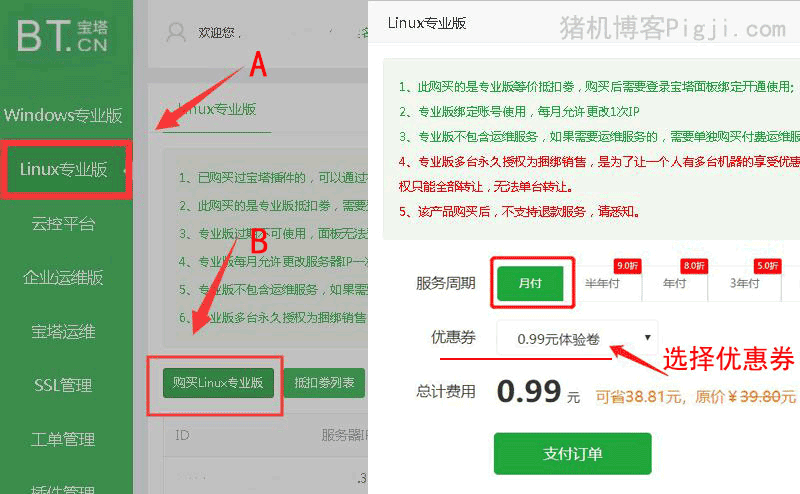 BT.宝塔CN
Windows专业版
Linux专业版
云控平台
企业运维版
宝塔运维
SSL管理
工单管理
插件管理
欢迎您，
A
Linux专业版
1、已购买过宝塔插件的，可以通过
2、此购买的是专业版抵扣券，需要
3、专业版过期不可使用，面板无法
4、专业版每月允许更改服务器IP一次
5、专业版不包含运维服务，如果需
6、专业版多台永久授权为捆绑销售
B
购买Linux专业版
抵扣劵列表
ID
服务器IP
Linux专业版
猪机博客Pigji.com
1、此购买的是专业版等价抵扣劵，购买后需要登录宝塔面板绑定开通使用;
2、专业版绑定账号使用，每月允许更改1次IP
3、专业版不包含运维服务，如果需要运维服务的，需要单独购买付费运维服
4、专业版多台永久授权为捆绑销售，是为了让一个人有多台机器的享受优惠
权只能全部转让，无法单台转让。
5、该产品购买后，不支持退款服务，请悉知。
服务周期
月付
半年付
9.0折
年付
8.0折
3年付
5.0折
优惠券
0.99元体验卷
选择优惠券
总计费用
0.99 元
可省38.81元，原价￥39.80元
支付订单